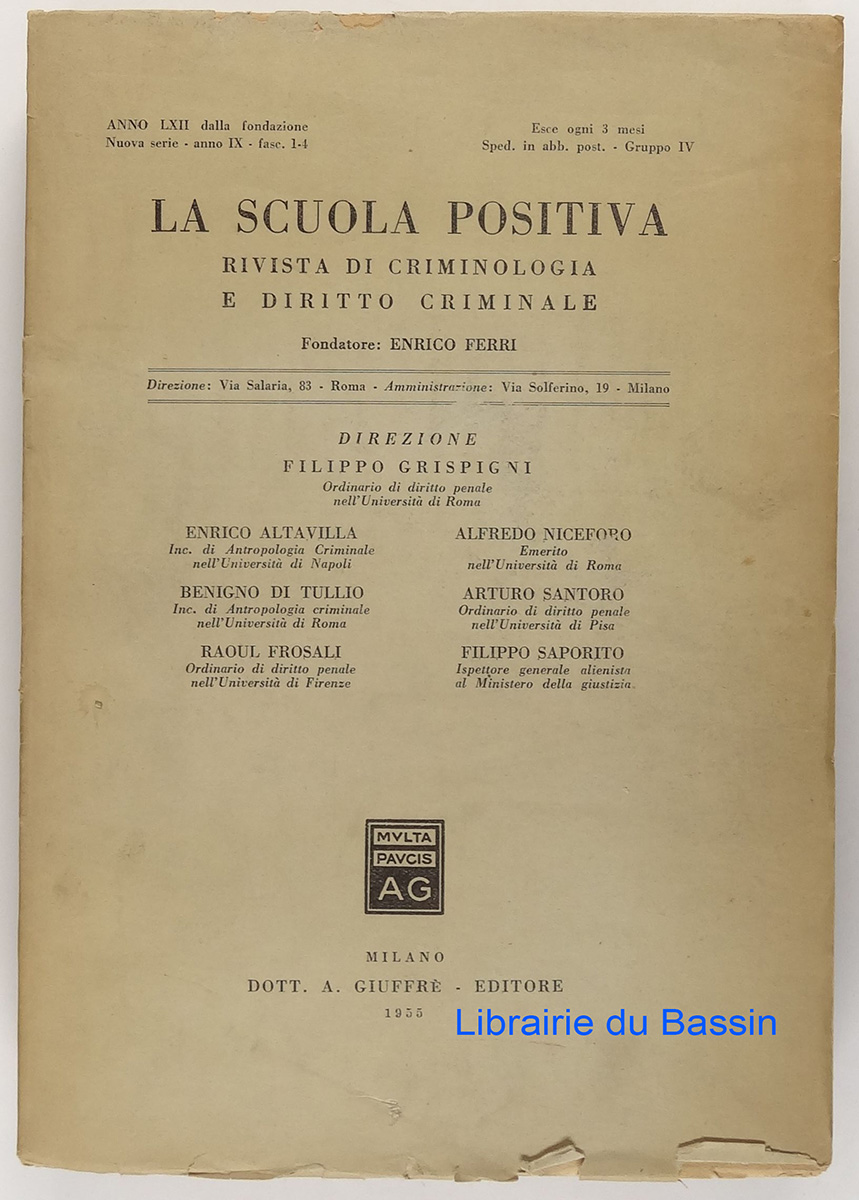 ANNO LXII dalla fondazione
Nuova serie - anno IX - fasc. 1-4
Esce ogni 3 mesi
Sped. in abb. post. - Gruppo IV
LA SCUOLA POSITIVA
RIVISTA DI CRIMINOLOGIA
E DIRITTO CRIMINALE
Fondatore: ENRICO FERRI
Direzione: Via Salaria, 83 - Roma - Amministrazione: Via Solferino, 19 - Milano
DIREZIONE
FILIPPO GRISPIGNI
Ordinario di diritto penale
nell'Università di Roma
ENRICO ALTAVILLA
Inc. di Antropologia Criminale
nell'Università di Napoli
ALFREDO NICEFORO
Emerito
nell'Università di Roma
BENIGNO DI TULLIO
Inc. di Antropologia criminale
nell'Università di Roma
ARTURO SANTORO
Ordinario di diritto penale
nell'Università di Pisa
RAOUL FROSALI
Ordinario di diritto penale
nell'Università di Firenze
FILIPPO SAPORITO
Ispettore generale alienista
al Ministero della giustizia
MVLTA
PAVCIS
AG
MILANO
DOTT. A. GIUFFRÈ - EDITORE
1955
Librairie du Bassin